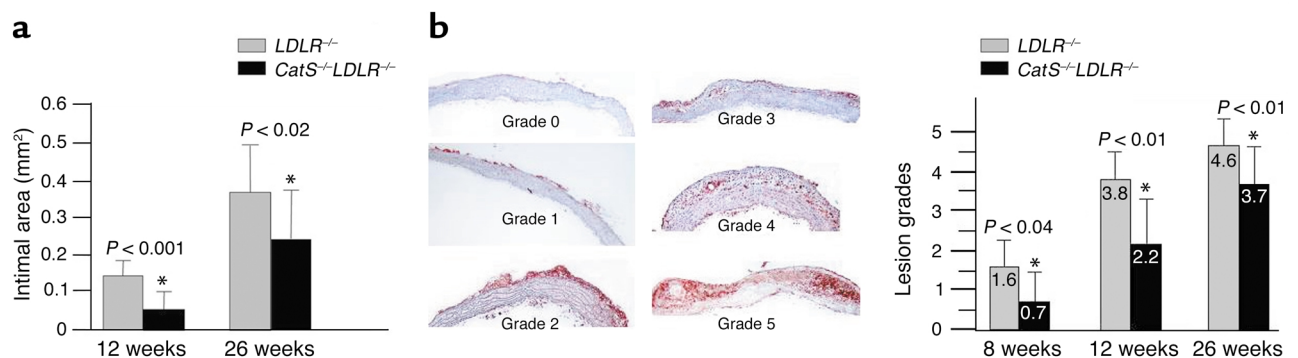 a
LDLR–/–
CatS–/–LDLR–/–
Intimal area (mm2)
0.6
0.5
0.4
0.3
0.2
0.1
0
P < 0.001
*
P < 0.02
*
12 weeks
26 weeks
b
Grade 0
Grade 1
Grade 2
Grade 3
Grade 4
Grade 5
LDLR–/–
CatS–/–LDLR–/–
Lesion grades
5
4
3
2
1
0
P < 0.04
*
1.6
0.7
P < 0.01
*
3.8
2.2
P < 0.01
*
4.6
3.7
8 weeks
12 weeks
26 weeks